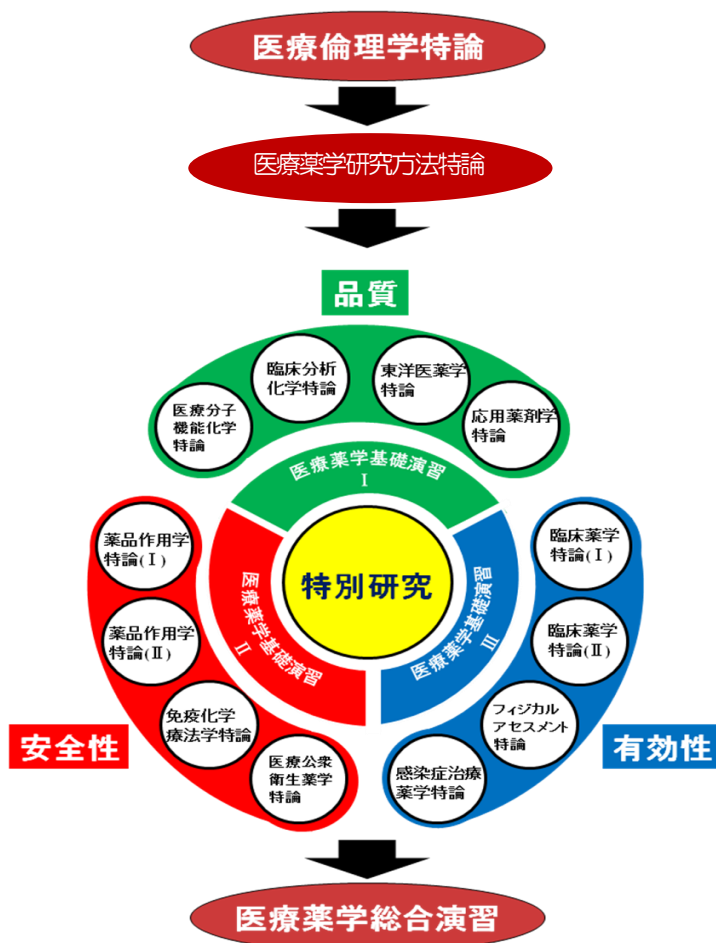 医療倫理学特論
医療薬学研究方法特論
品質
臨床分析
化学特論
東洋医薬学
特論
医療分子
機能化学
特論
応用薬剤学
特論
医療薬学基礎演習
I
薬品作用学
特論(I)
薬品作用学
特論(II)
免疫化学
療法学特論
医療公衆
衛生薬学
特論
安全性
医療薬学基礎演習
II
特別研究
医療薬学基礎演習
III
臨床薬学
特論(I)
臨床薬学
特論(II)
フィジカル
アセスメント
特論
感染症治療
薬学特論
有効性
医療薬学総合演習